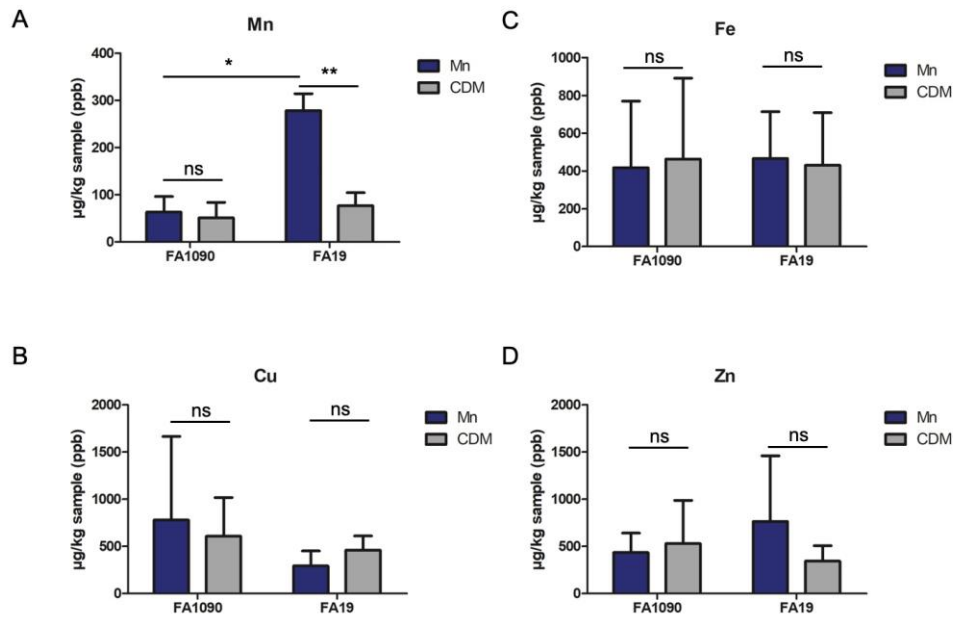 A
Mn
µg/kg sample (ppb)
400
300
200
100
0
*
**
ns
FA1090
FA19
Mn
CDM
C
Fe
µg/kg sample (ppb)
1000
800
600
400
200
0
ns
ns
FA1090
FA19
Mn
CDM
B
Cu
µg/kg sample (ppb)
2000
1500
1000
500
0
ns
ns
FA1090
FA19
Mn
CDM
D
Zn
µg/kg sample (ppb)
2000
1500
1000
500
0
ns
ns
FA1090
FA19
Mn
CDM